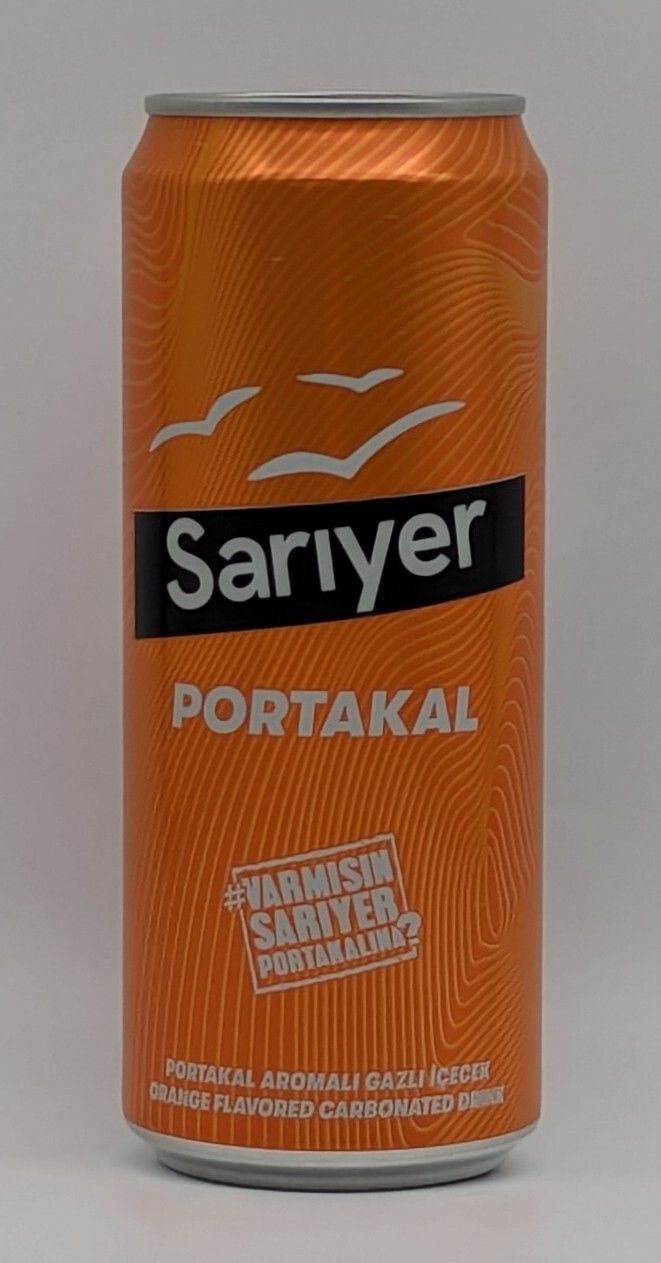 Sarıyer
PORTAKAL
#VARMISIN
SARIYER
PORTAKALINA?
PORTAKAL AROMALI GAZLI İÇECEK
ORANGE FLAVORED CARBONATED DRINK